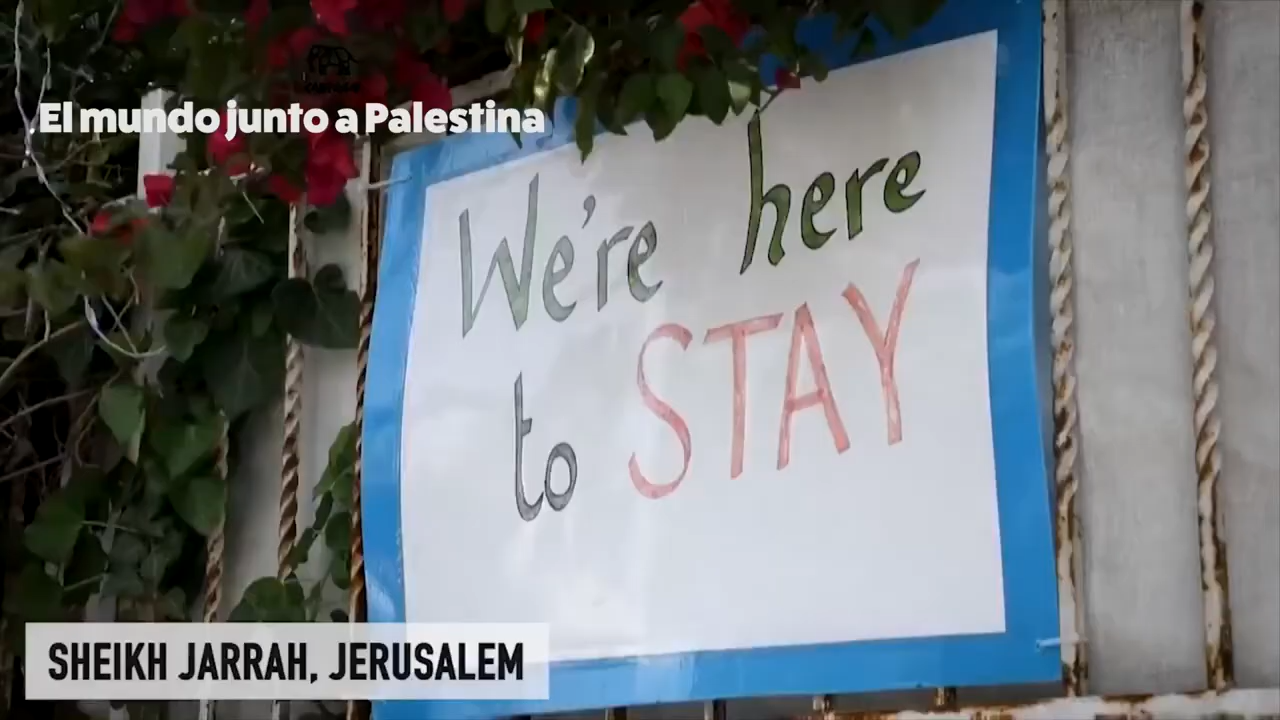 El mundo junto a Palestina
We're here
to STAY
SHEIKH JARRAH, JERUSALEM